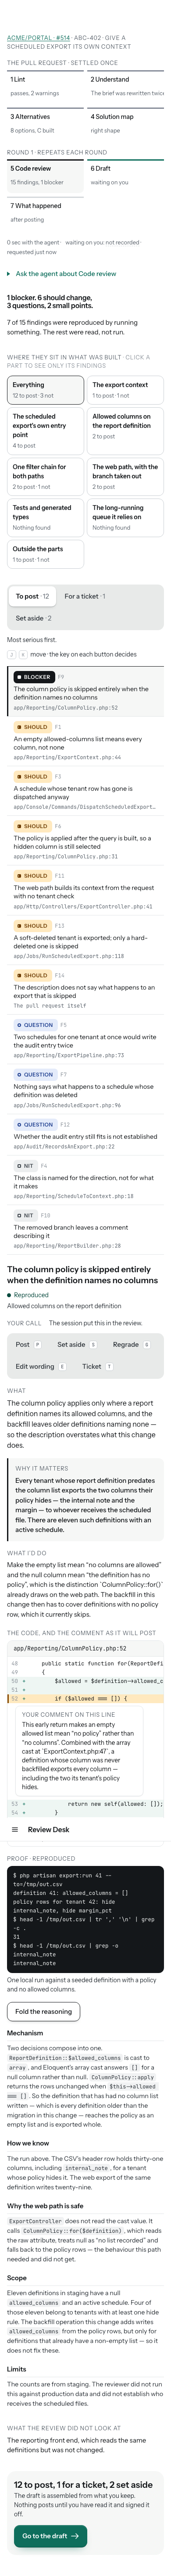 ACME/PORTAL · #514 · ABC-402 · GIVE A
SCHEDULED EXPORT ITS OWN CONTEXT
THE PULL REQUEST · SETTLED ONCE
1 Lint
passes, 2 warnings
2 Understand
The brief was rewritten twice
3 Alternatives
8 options, C built
4 Solution map
right shape
ROUND 1 · REPEATS EACH ROUND
5 Code review
15 findings, 1 blocker
6 Draft
waiting on you
7 What happened
after posting
0 sec with the agent · waiting on you: not recorded ·
requested just now
Ask the agent about Code review
1 blocker. 6 should change,
3 questions, 2 small points.
7 of 15 findings were reproduced by running
something. The rest were read, not run.
WHERE THEY SIT IN WHAT WAS BUILT · CLICK A
PART TO SEE ONLY ITS FINDINGS
Everything
12 to post · 3 not
The export context
1 to post · 1 not
The scheduled
export's own entry
point
4 to post
Allowed columns on
the report definition
2 to post
One filter chain for
both paths
2 to post · 1 not
The web path, with the
branch taken out
2 to post
Tests and generated
types
Nothing found
The long-running
queue it relies on
Nothing found
Outside the parts
1 to post · 1 not
To post · 12
For a ticket · 1
Set aside · 2
Most serious first.
J K move · the key on each button decides
BLOCKER F9
The column policy is skipped entirely when the
definition names no columns
app/Reporting/ColumnPolicy.php:52
SHOULD F1
An empty allowed-columns list means every
column, not none
app/Reporting/ExportContext.php:44
SHOULD F3
A schedule whose tenant row has gone is
dispatched anyway
app/Console/Commands/DispatchScheduledExport…
SHOULD F6
The policy is applied after the query is built, so a
hidden column is still selected
app/Reporting/ColumnPolicy.php:31
SHOULD F11
The web path builds its context from the request
with no tenant check
app/Http/Controllers/ExportController.php:41
SHOULD F13
A soft-deleted tenant is exported; only a hard-
deleted one is skipped
app/Jobs/RunScheduledExport.php:118
SHOULD F14
The description does not say what happens to an
export that is skipped
The pull request itself
QUESTION F5
Two schedules for one tenant at once would write
the audit entry twice
app/Reporting/ExportPipeline.php:73
QUESTION F7
Nothing says what happens to a schedule whose
definition was deleted
app/Jobs/RunScheduledExport.php:96
QUESTION F12
Whether the audit entry still fits is not established
app/Audit/RecordsAnExport.php:22
NIT F4
The class is named for the direction, not for what
it makes
app/Reporting/ScheduleToContext.php:18
NIT F10
The removed branch leaves a comment
describing it
app/Reporting/ReportBuilder.php:28
The column policy is skipped entirely
when the definition names no columns
Reproduced
Allowed columns on the report definition
YOUR CALL The session put this in the review.
Post P
Set aside S
Regrade G
Edit wording E
Ticket T
WHAT
The column policy applies only where a report
definition names its allowed columns, and the
backfill leaves older definitions naming none —
so the description overstates what this change
does.
WHY IT MATTERS
Every tenant whose report definition predates
the column list exports the two columns their
policy hides — the internal note and the
margin — to whoever receives the scheduled
file. There are eleven such definitions with an
active schedule.
WHAT I'D DO
Make the empty list mean "no columns are allowed"
and the null column mean "the definition has no
policy", which is the distinction `ColumnPolicy::for()`
already draws on the web path. The backfill in this
change then has to cover definitions with no policy
row, which it currently skips.
THE CODE, AND THE COMMENT AS IT WILL POST
app/Reporting/ColumnPolicy.php:52
48 public static function for(ReportDefi
49 {
50 + $allowed = $definition->allowed_c
51 +
52 + if ($allowed === []) {
YOUR COMMENT ON THIS LINE
This early return makes an empty
allowed list mean "no policy" rather
than "no columns". Combined with the array
cast at `ExportContext.php:47`, a
definition whose column was never
backfilled exports every column —
including the two its tenant's policy
hides.
53 + return new self(allowed: []);
54 + }
Review Desk
PROOF · REPRODUCED
$ php artisan export:run 41 --
to=/tmp/out.csv
definition 41: allowed_columns = []
policy rows for tenant 42: hide
internal_note, hide margin_pct
$ head -1 /tmp/out.csv | tr ',' '\n' | grep
-c .
31
$ head -1 /tmp/out.csv | grep -o
internal_note
internal_note
One local run against a seeded definition with a policy
and no allowed columns.
Fold the reasoning
Mechanism
Two decisions compose into one.
ReportDefinition::$allowed_columns is cast to
array , and Eloquent's array cast answers [] for a
null column rather than null. ColumnPolicy::apply
returns the rows unchanged when $this->allowed
=== [] . So the definition that has had no column list
written — which is every definition older than the
migration in this change — reaches the policy as an
empty list and is exported whole.
How we know
The run above. The CSV's header row holds thirty-one
columns, including internal_note , for a tenant
whose policy hides it. The web export of the same
definition writes twenty-nine.
Why the web path is safe
ExportController does not read the cast value. It
calls ColumnPolicy::for($definition) , which reads
the raw attribute, treats null as "no list recorded" and
falls back to the policy rows — the behaviour this path
needed and did not get.
Scope
Eleven definitions in staging have a null
allowed_columns and an active schedule. Four of
those eleven belong to tenants with at least one hide
rule. The backfill operation this change adds writes
allowed_columns from the policy rows, but only for
definitions that already have a non-empty list — so it
does not fix these.
Limits
The counts are from staging. The reviewer did not run
this against production data and did not establish who
receives the scheduled files.
WHAT THE REVIEW DID NOT LOOK AT
The reporting front end, which reads the same
definitions but was not changed.
12 to post, 1 for a ticket, 2 set aside
The draft is assembled from what you keep.
Nothing posts until you have read it and signed it
off.
Go to the draft →